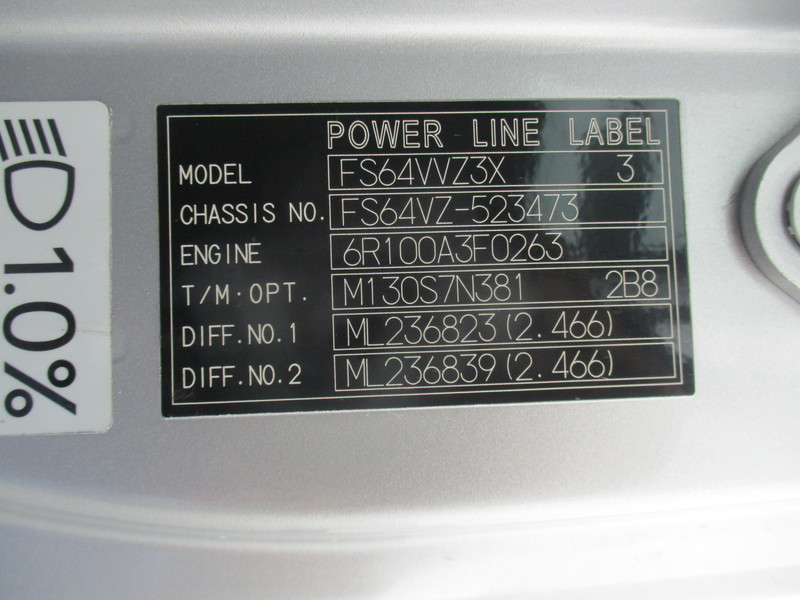 POWER LINE LABEL
MODEL FS64VVZ3X 3
CHASSIS NO. FS64VZ-523473
ENGINE 6R100A3F0263
T/M·OPT. M130S7N381 2B8
DIFF.NO.1 ML236823(2.466)
DIFF.NO.2 ML236839(2.466)
1.0%